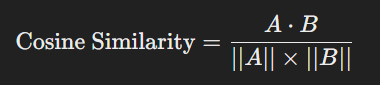 Cosine Similarity = A · B / ||A|| × ||B||